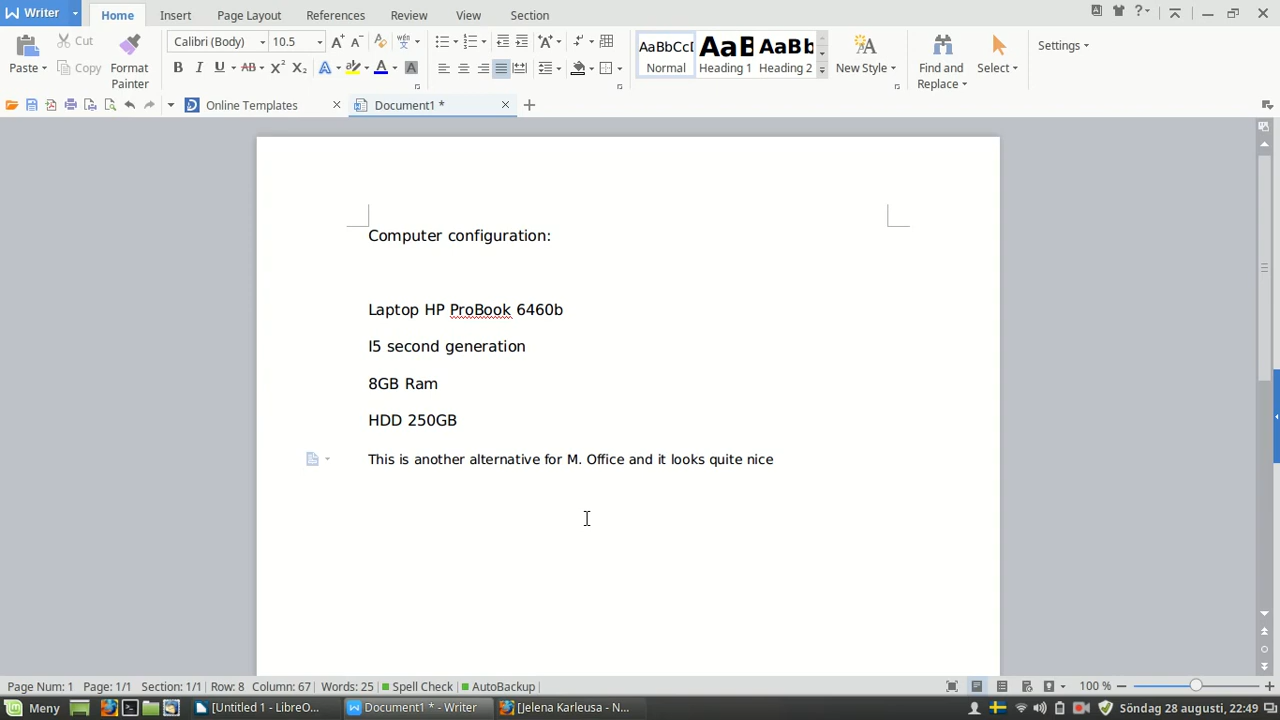 Writer Home Insert Page Layout References Review View Section
Cut Calibri (Body) 10.5 AaBbCcD AaB AaBb Settings
Paste Copy Format Painter Normal Heading 1 Heading 2 New Style Find and Replace Select
Online Templates Document1 *
Computer configuration:
Laptop HP ProBook 6460b
I5 second generation
8GB Ram
HDD 250GB
This is another alternative for M. Office and it looks quite nice
Page Num: 1 Page: 1/1 Section: 1/1 Row: 8 Column: 67 Words: 25 Spell Check AutoBackup 100 %
Meny [Untitled 1 - LibreO... Document1 * - Writer [Jelena Karleusa - N... Söndag 28 augusti, 22:49